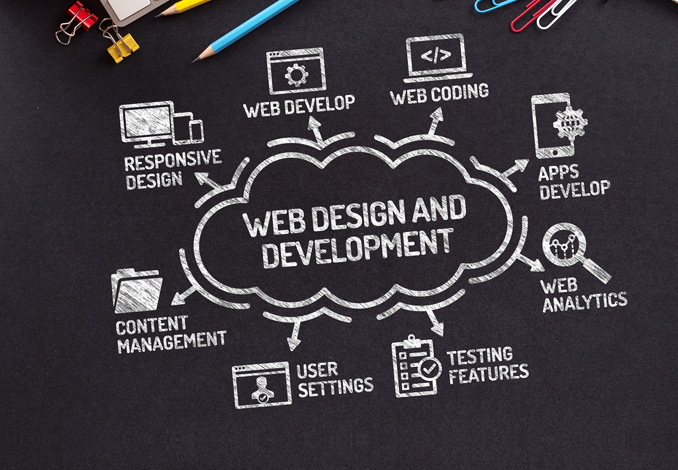 WEB DEVELOP
WEB CODING
</>
RESPONSIVE
DESIGN
APPS
DEVELOP
WEB DESIGN AND
DEVELOPMENT
WEB
ANALYTICS
CONTENT
MANAGEMENT
USER
SETTINGS
TESTING
FEATURES